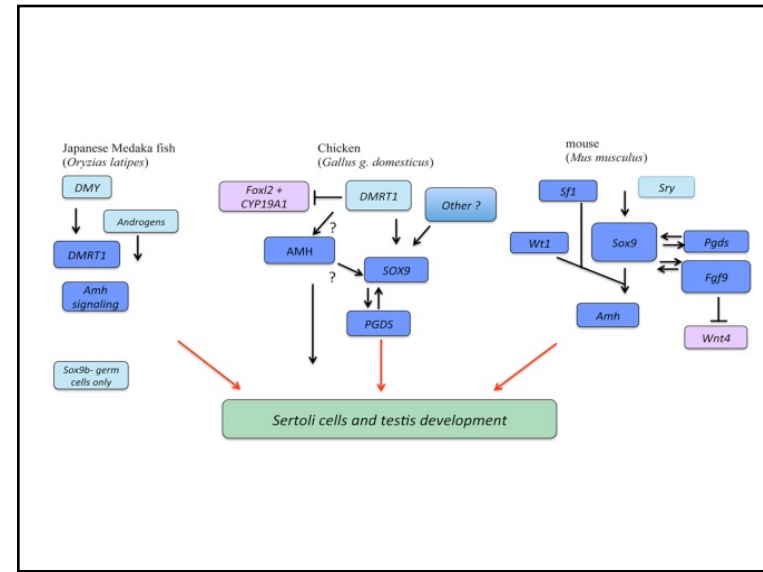 Japanese Medaka fish
(Oryzias latipes)
DMY
Androgens
DMRT1
Amh
signaling
Sox9b- germ
cells only
Chicken
(Gallus g. domesticus)
Foxl2 +
CYP19A1
DMRT1
Other ?
?
AMH
SOX9
?
PGDS
mouse
(Mus musculus)
Sf1
Sry
Wt1
Sox9
Pgds
Fgf9
Amh
Wnt4
Sertoli cells and testis development